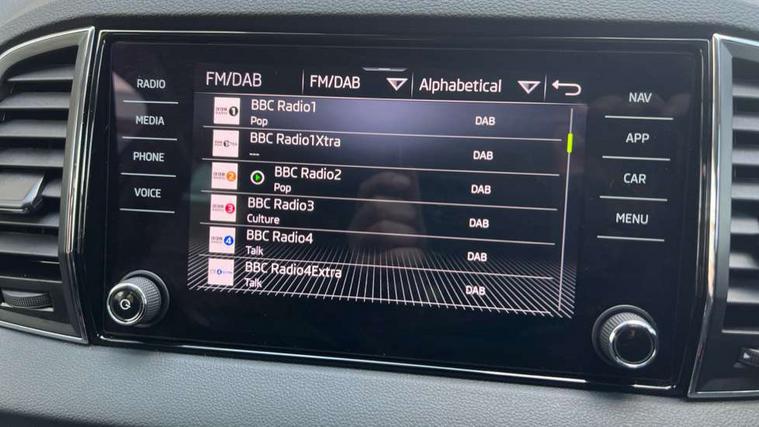 RADIO
MEDIA
PHONE
VOICE
FM/DAB
FM/DAB
Alphabetical
BBC Radio1
Pop
DAB
BBC Radio1Xtra
---
DAB
BBC Radio2
Pop
DAB
BBC Radio3
Culture
DAB
BBC Radio4
Talk
DAB
BBC Radio4Extra
Talk
DAB
NAV
APP
CAR
MENU